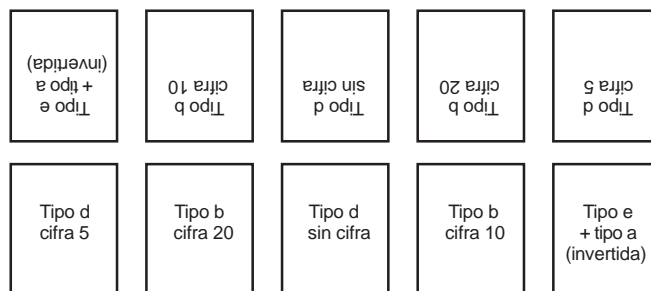 Tipo e
+ tipo a
(invertida)
Tipo b
cifra 10
Tipo d
sin cifra
Tipo b
cifra 20
Tipo d
cifra 5
Tipo d
cifra 5
Tipo b
cifra 20
Tipo d
sin cifra
Tipo b
cifra 10
Tipo e
+ tipo a
(invertida)